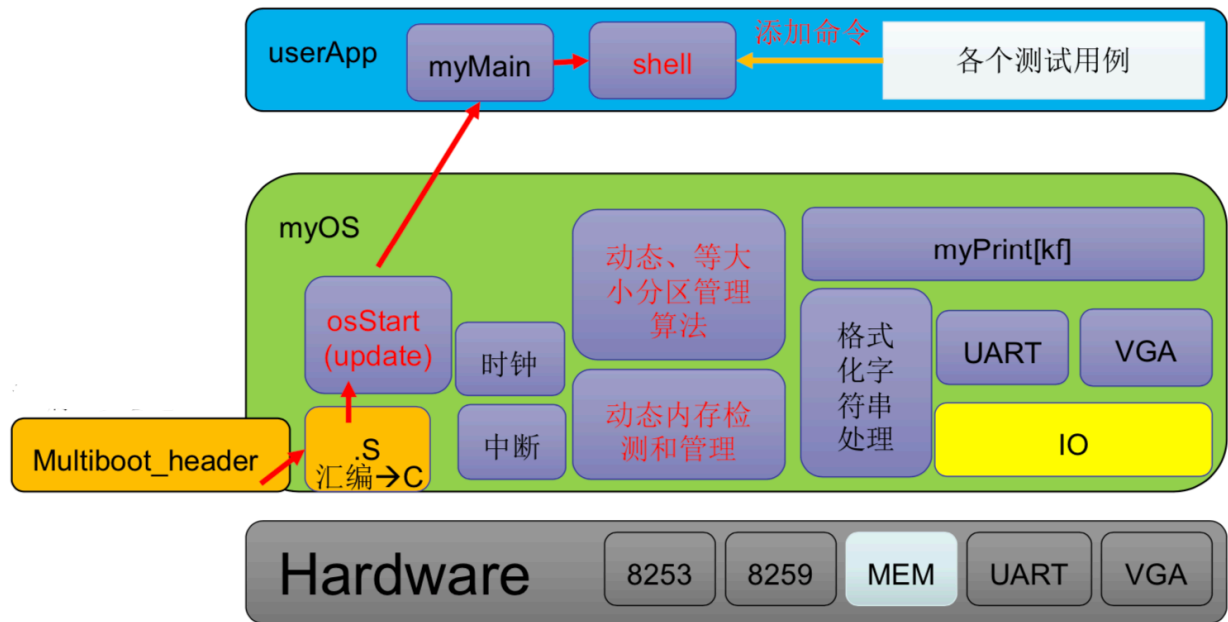 userApp
myMain
shell
添加命令
各个测试用例
myOS
osStart
(update)
时钟
中断
动态、等大
小分区管理
算法
动态内存检
测和管理
myPrint[kf]
格式
化字
符串
处理
UART
VGA
IO
Multiboot_header
.S
汇编→C
Hardware
8253
8259
MEM
UART
VGA